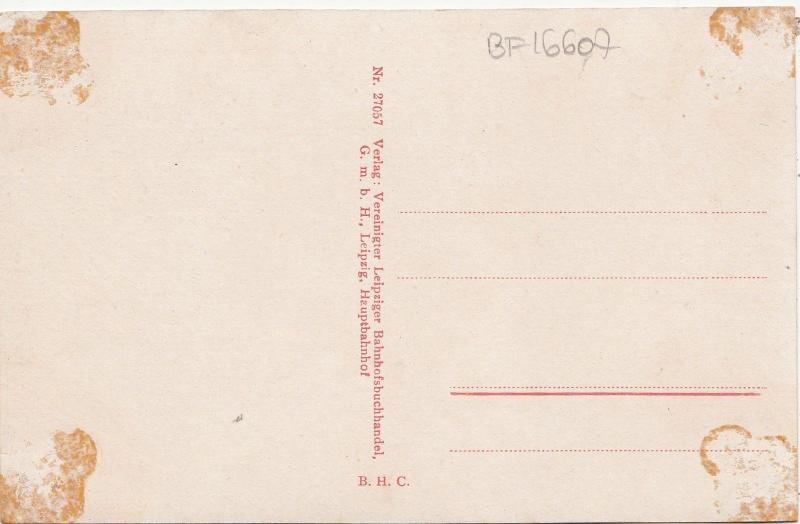 BF16607
Nr. 27057 Verlag: Vereinigter Leipziger Bahnhofsbuchhandel,
G. m. b. H., Leipzig, Hauptbahnhof
B. H. C.